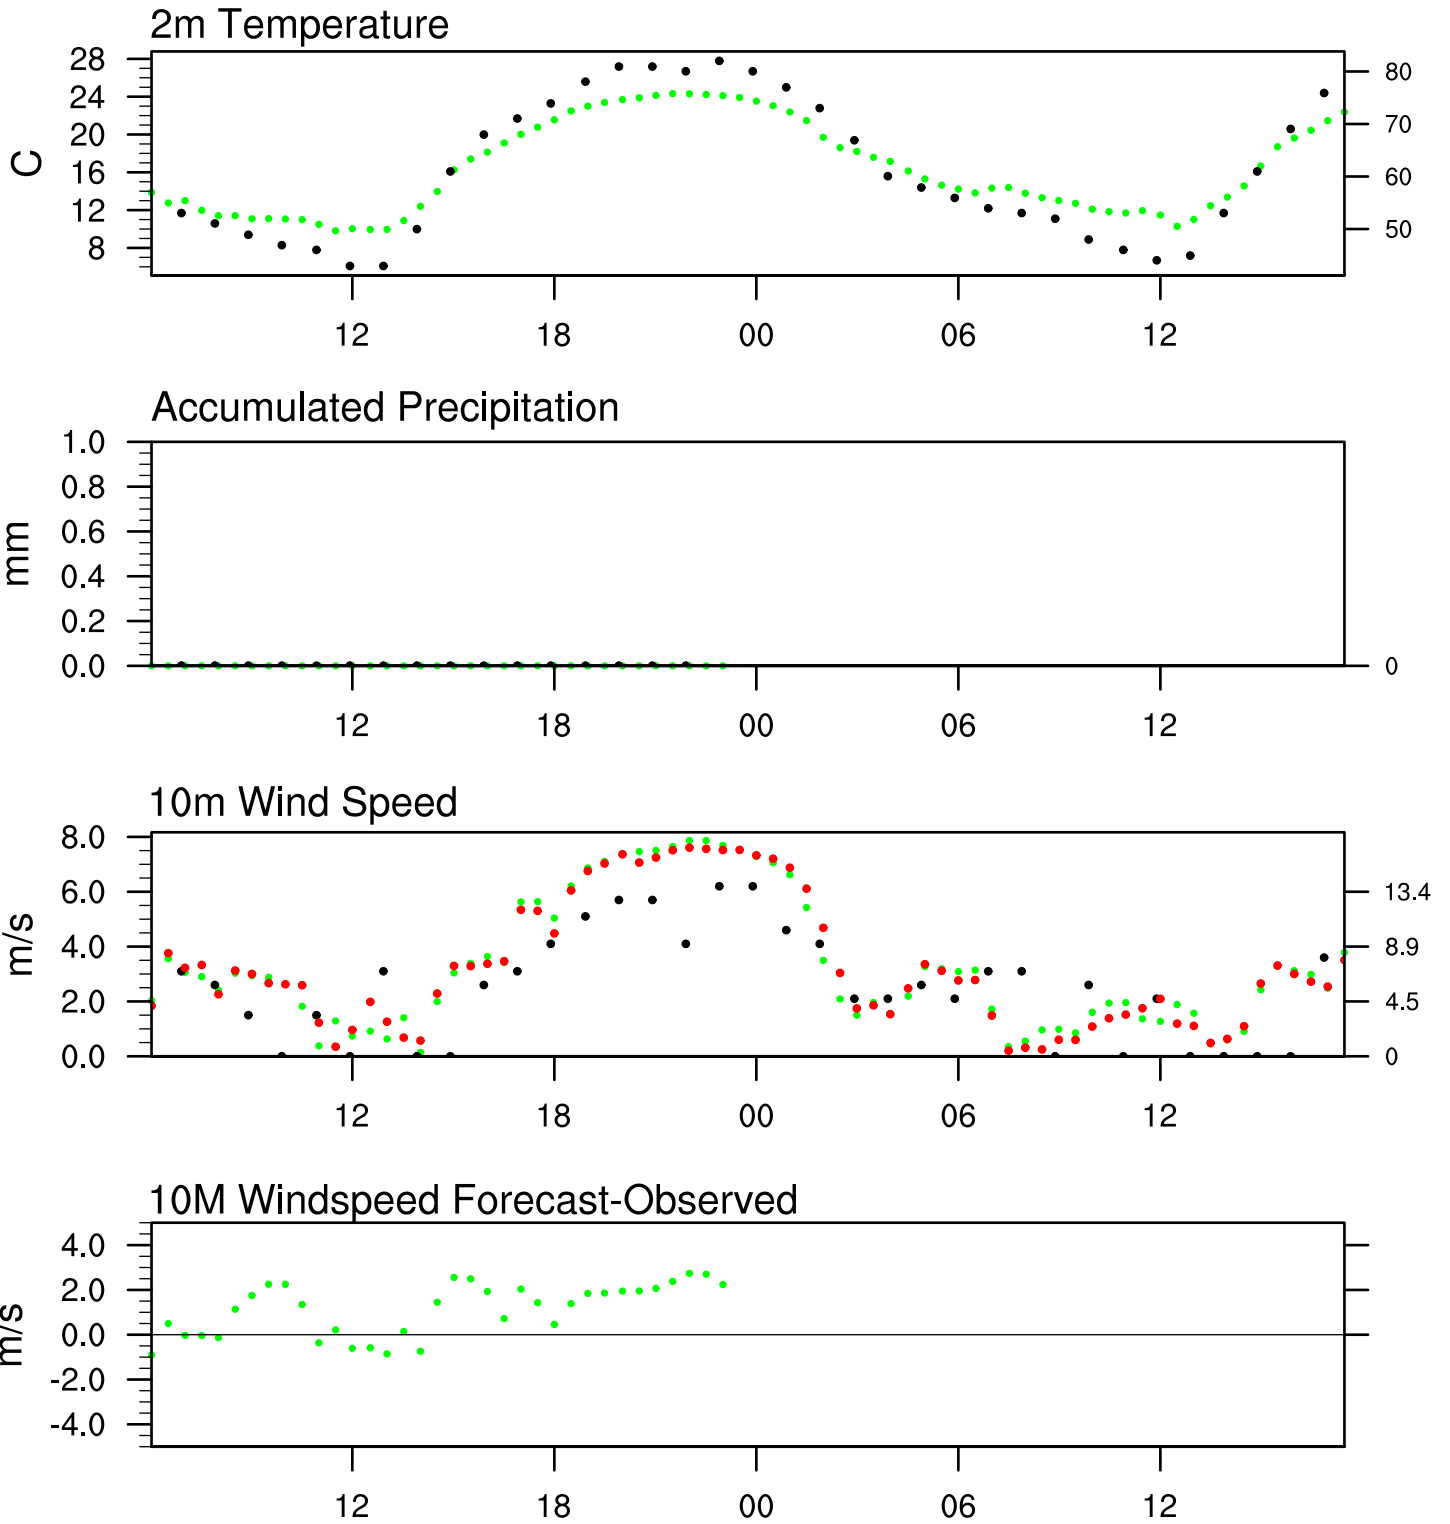 2m Temperature
28
24
20
16
12
8
C
80
70
60
50
12 18 00 06 12
Accumulated Precipitation
1.0
0.8
0.6
0.4
0.2
0.0
mm
0
12 18 00 06 12
10m Wind Speed
8.0
6.0
4.0
2.0
0.0
m/s
13.4
8.9
4.5
0
12 18 00 06 12
10M Windspeed Forecast-Observed
4.0
2.0
0.0
-2.0
-4.0
m/s
12 18 00 06 12